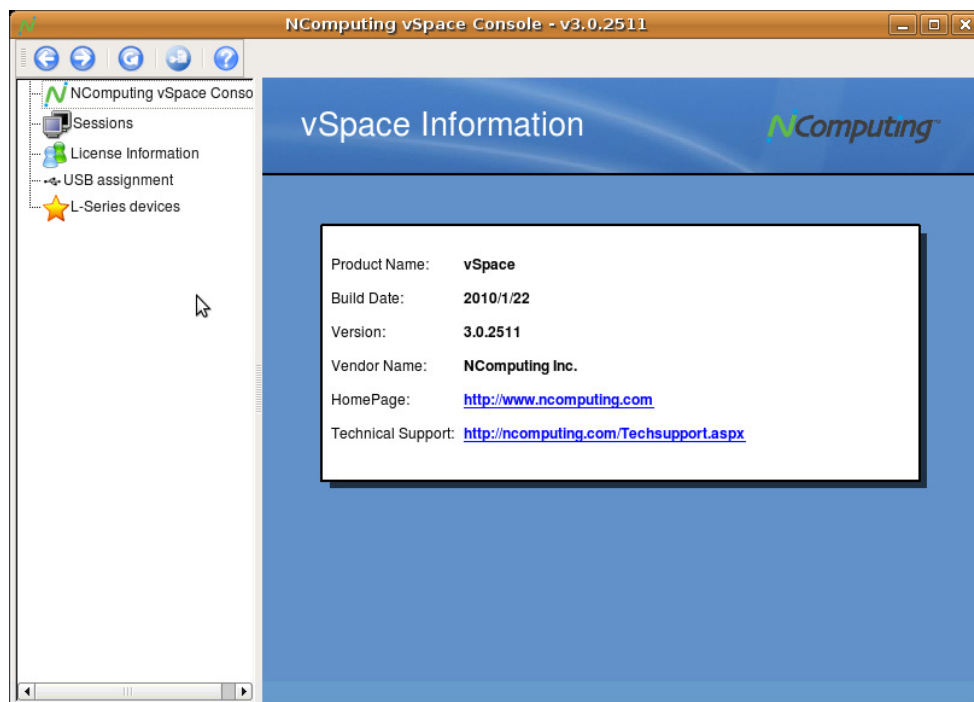 NComputing vSpace Console - v3.0.2511
NComputing vSpace Conso
Sessions
License Information
USB assignment
L-Series devices
vSpace Information
NComputing™
Product Name: vSpace
Build Date: 2010/1/22
Version: 3.0.2511
Vendor Name: NComputing Inc.
HomePage: http://www.ncomputing.com
Technical Support: http://ncomputing.com/Techsupport.aspx